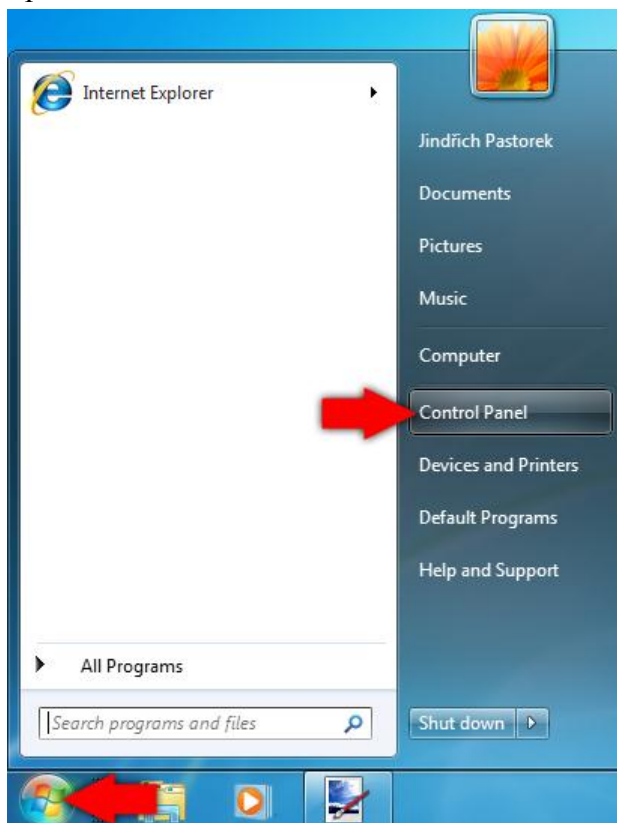 Internet Explorer
Jindřich Pastorek
Documents
Pictures
Music
Computer
Control Panel
Devices and Printers
Default Programs
Help and Support
All Programs
Search programs and files
Shut down